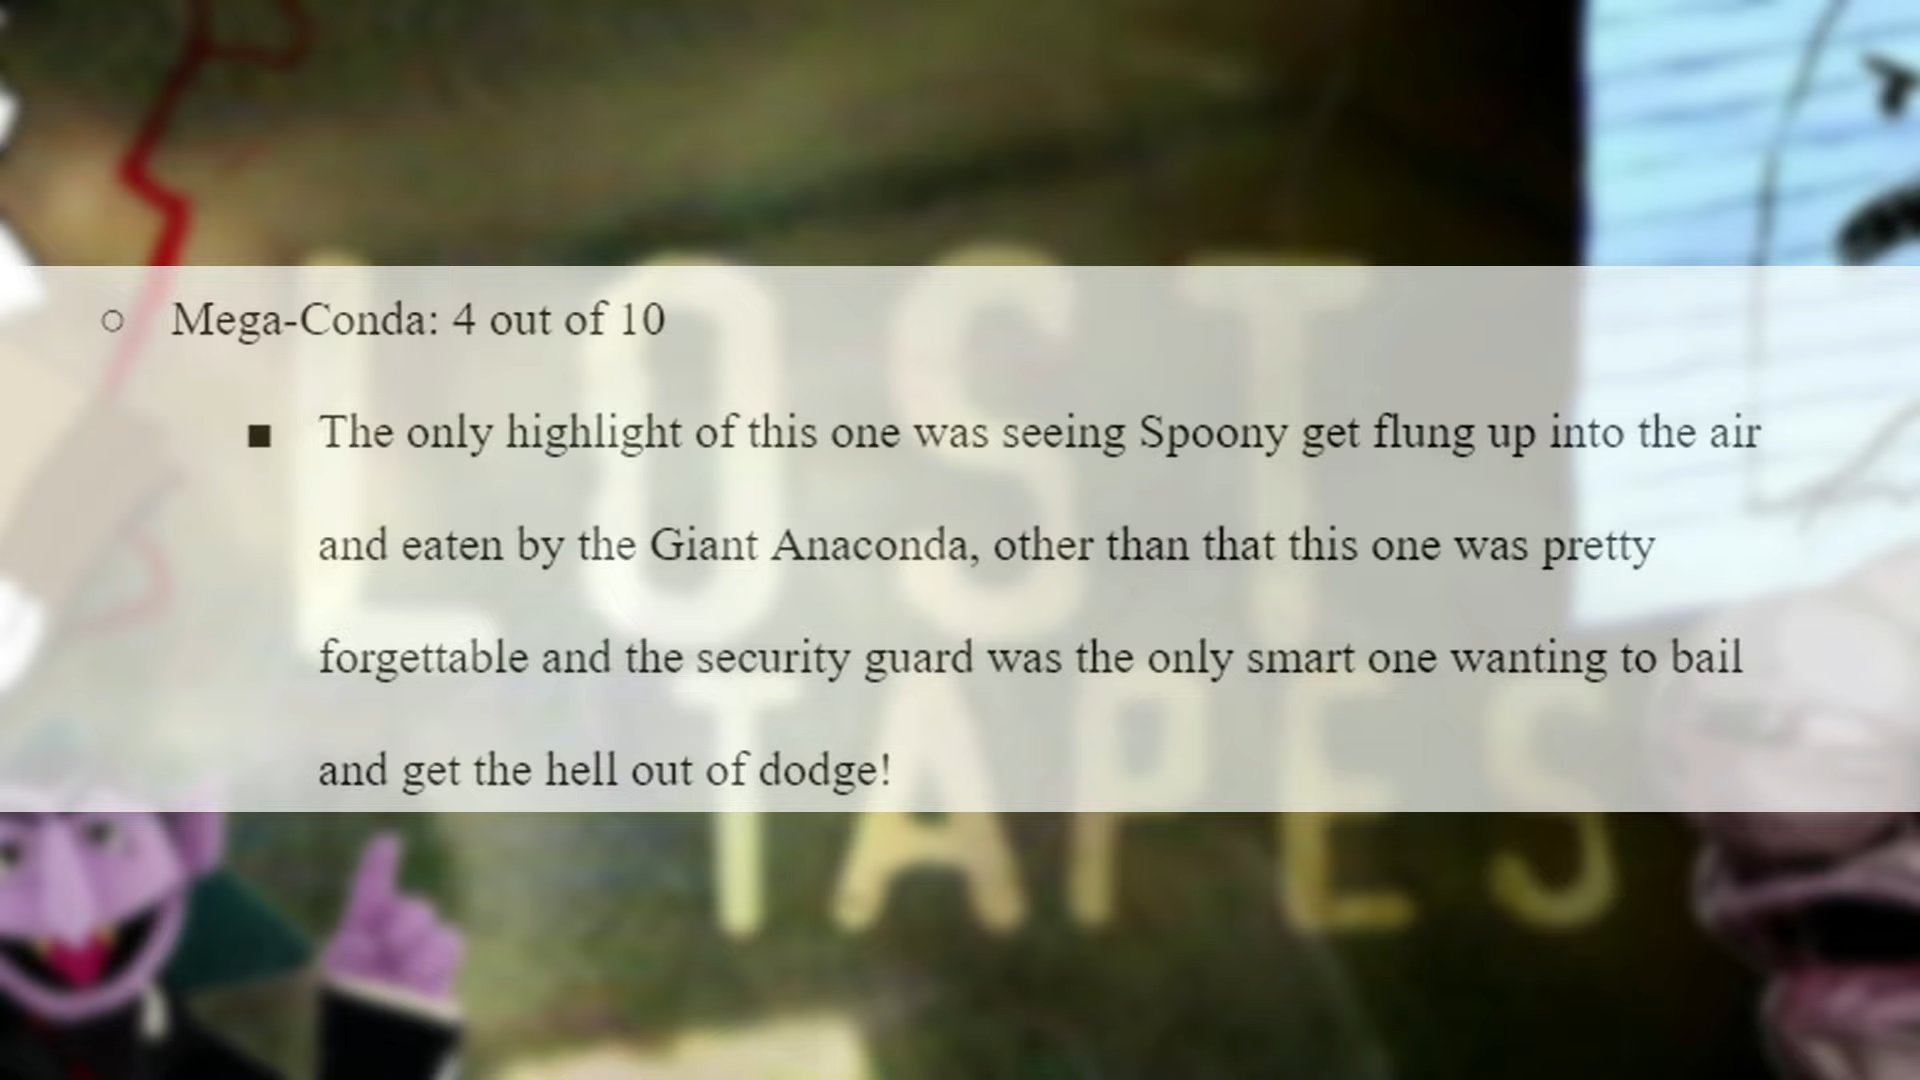 LOST
Mega-Conda: 4 out of 10
The only highlight of this one was seeing Spoony get flung up into the air
and eaten by the Giant Anaconda, other than that this one was pretty
forgettable and the security guard was the only smart one wanting to bail
and get the hell out of dodge!
TAPES